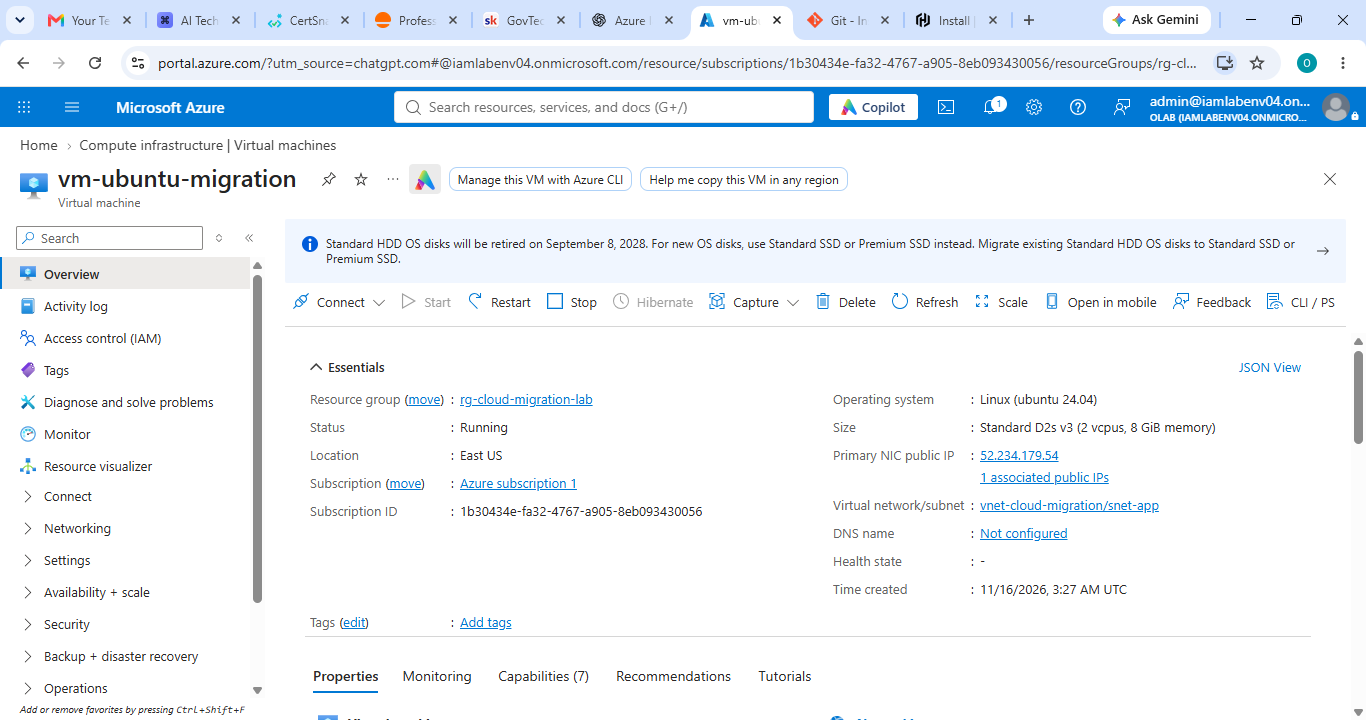 Your Te
AI Tech
CertSna
Profess
GovTec
Azure
vm-ubu
Git - In
Install
Ask Gemini
portal.azure.com/?utm_source=chatgpt.com#@iamlabenv04.onmicrosoft.com/resource/subscriptions/1b30434e-fa32-4767-a905-8eb093430056/resourceGroups/rg-cl...
O
Microsoft Azure
Search resources, services, and docs (G+/)
Copilot
1
admin@iamlabenv04.on...
OLAB (IAMLABENV04.ONMICRO...
Home > Compute infrastructure | Virtual machines
vm-ubuntu-migration
Virtual machine
Manage this VM with Azure CLI
Help me copy this VM in any region
Search
Overview
Activity log
Access control (IAM)
Tags
Diagnose and solve problems
Monitor
Resource visualizer
Connect
Networking
Settings
Availability + scale
Security
Backup + disaster recovery
Operations
Add or remove favorites by pressing Ctrl+Shift+F
Standard HDD OS disks will be retired on September 8, 2028. For new OS disks, use Standard SSD or Premium SSD instead. Migrate existing Standard HDD OS disks to Standard SSD or
Premium SSD.
Connect Start Restart Stop Hibernate Capture Delete Refresh Scale Open in mobile Feedback CLI / PS
Essentials
JSON View
Resource group (move) : rg-cloud-migration-lab
Status : Running
Location : East US
Subscription (move) : Azure subscription 1
Subscription ID : 1b30434e-fa32-4767-a905-8eb093430056
Operating system : Linux (ubuntu 24.04)
Size : Standard D2s v3 (2 vcpus, 8 GiB memory)
Primary NIC public IP : 52.234.179.54
1 associated public IPs
Virtual network/subnet : vnet-cloud-migration/snet-app
DNS name : Not configured
Health state : -
Time created : 11/16/2026, 3:27 AM UTC
Tags (edit) : Add tags
Properties Monitoring Capabilities (7) Recommendations Tutorials